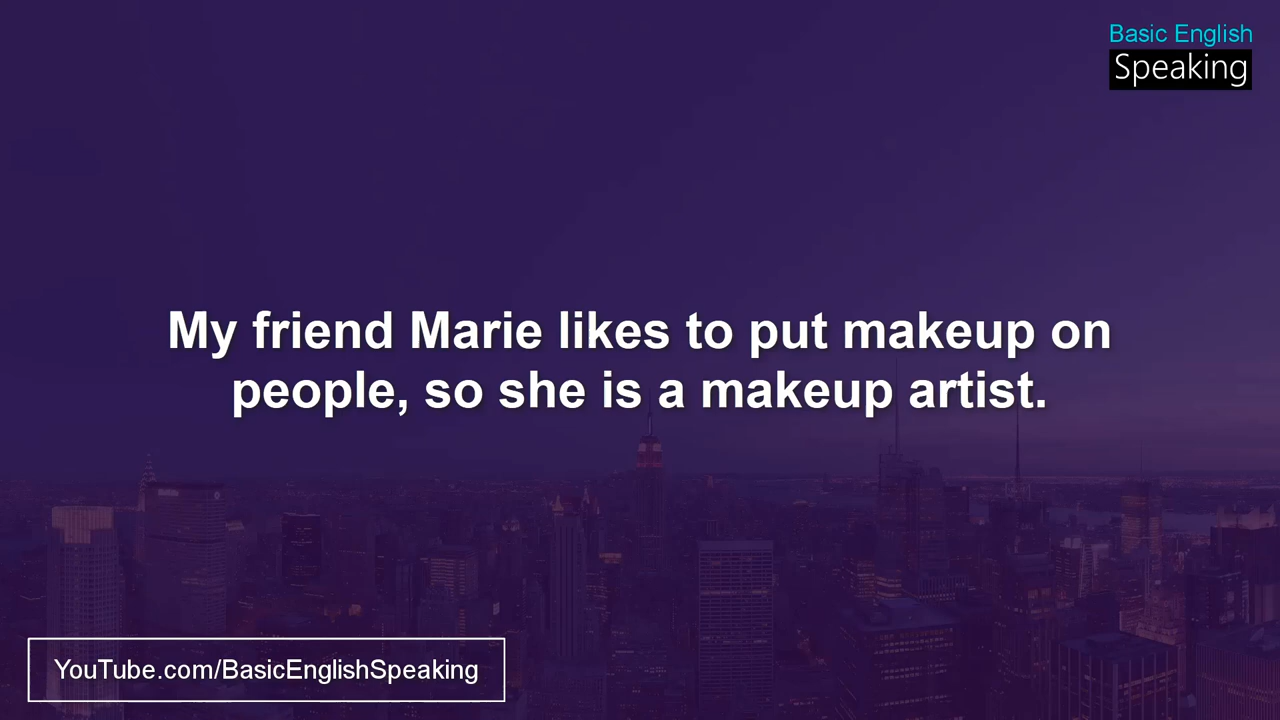 Basic English
Speaking
My friend Marie likes to put makeup on
people, so she is a makeup artist.
YouTube.com/BasicEnglishSpeaking